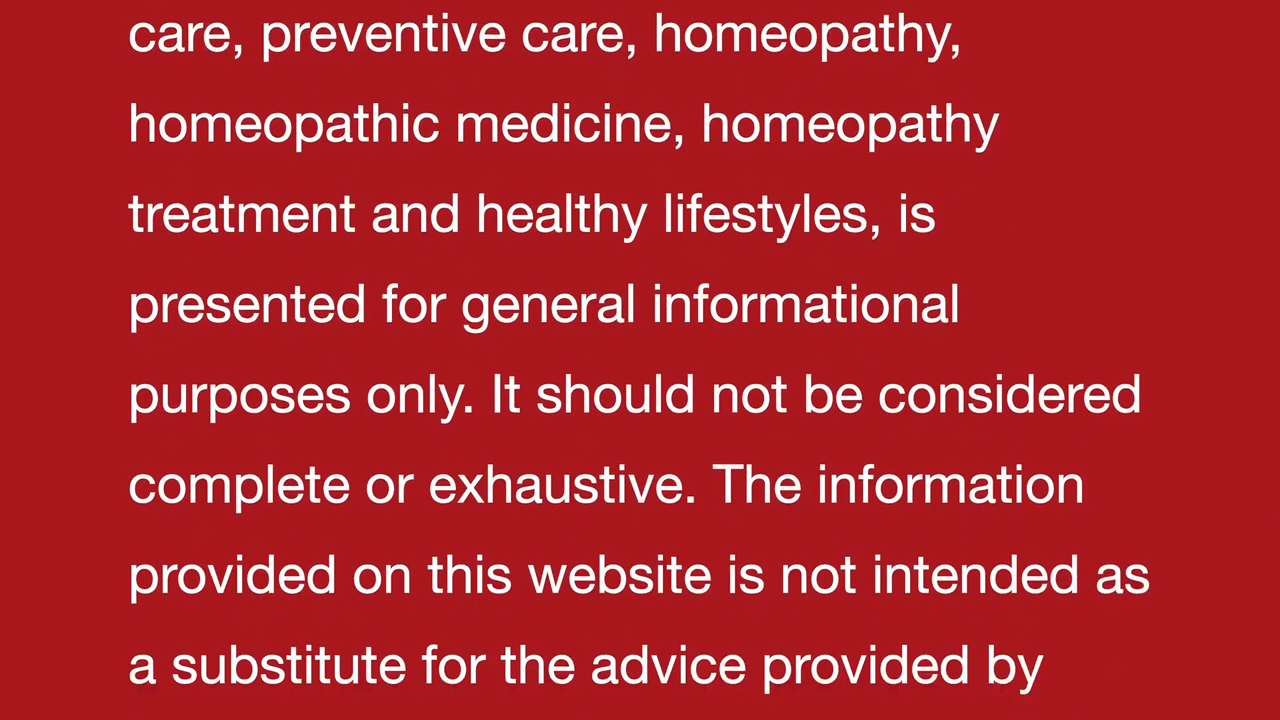 care, preventive care, homeopathy,
homeopathic medicine, homeopathy
treatment and healthy lifestyles, is
presented for general informational
purposes only. It should not be considered
complete or exhaustive. The information
provided on this website is not intended as
a substitute for the advice provided by